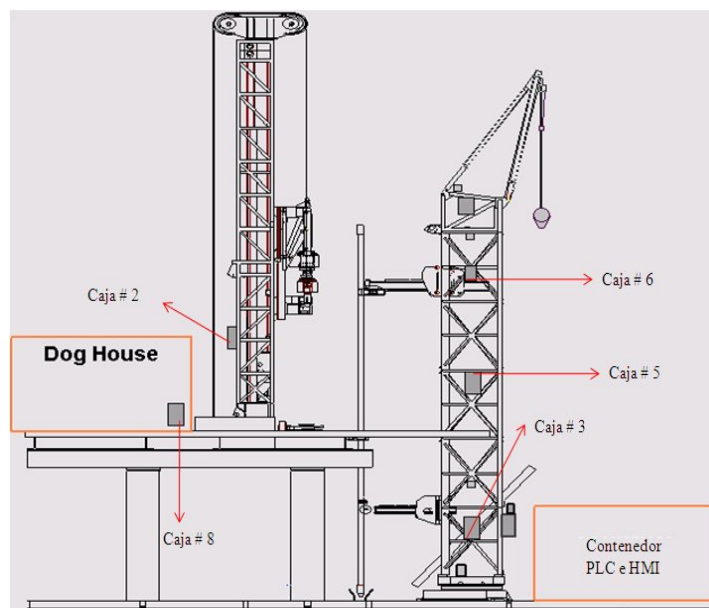 Caja # 6
Caja # 2
Dog House
Caja # 5
Caja # 3
Caja # 8
Contenedor
PLC e HMI